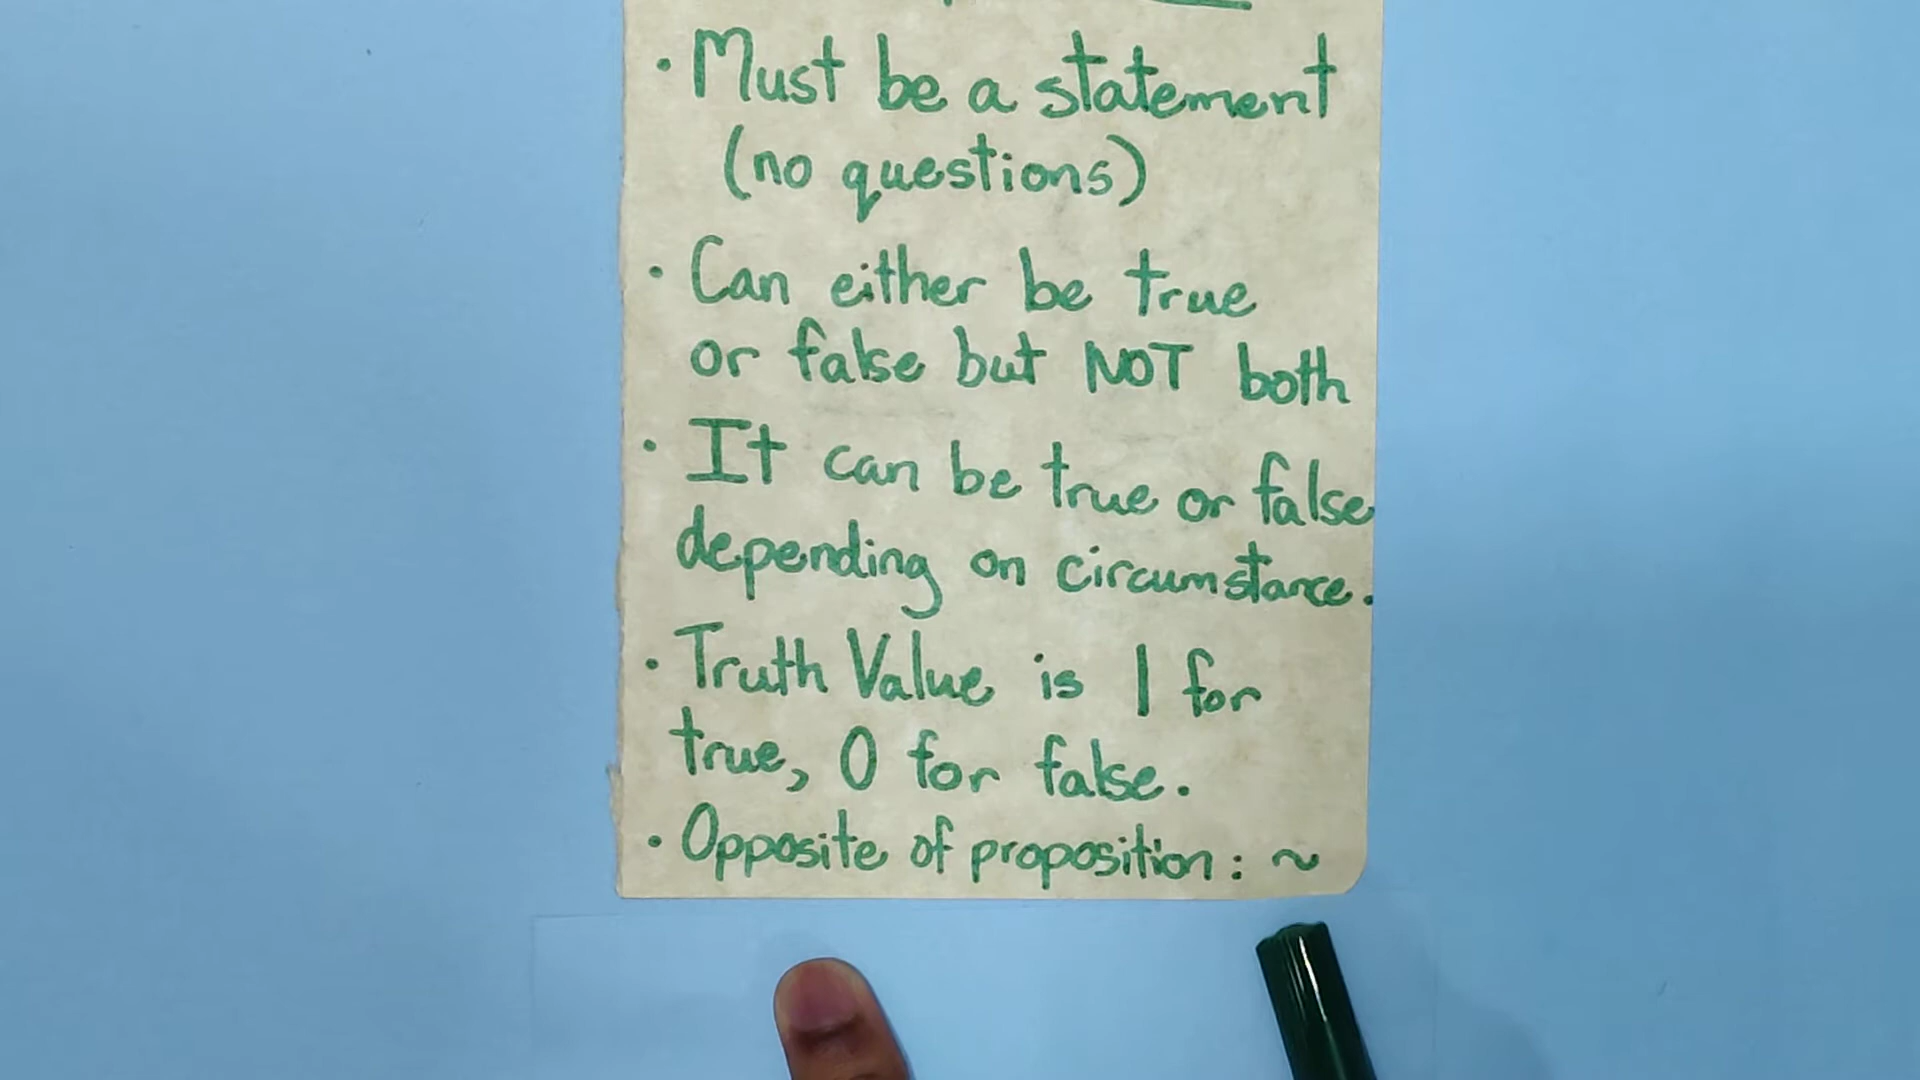 • Must be a statement
(no questions)
• Can either be true
or false but NOT both
• It can be true or false
depending on circumstance.
• Truth Value is 1 for
true, 0 for false.
• Opposite of proposition : ~